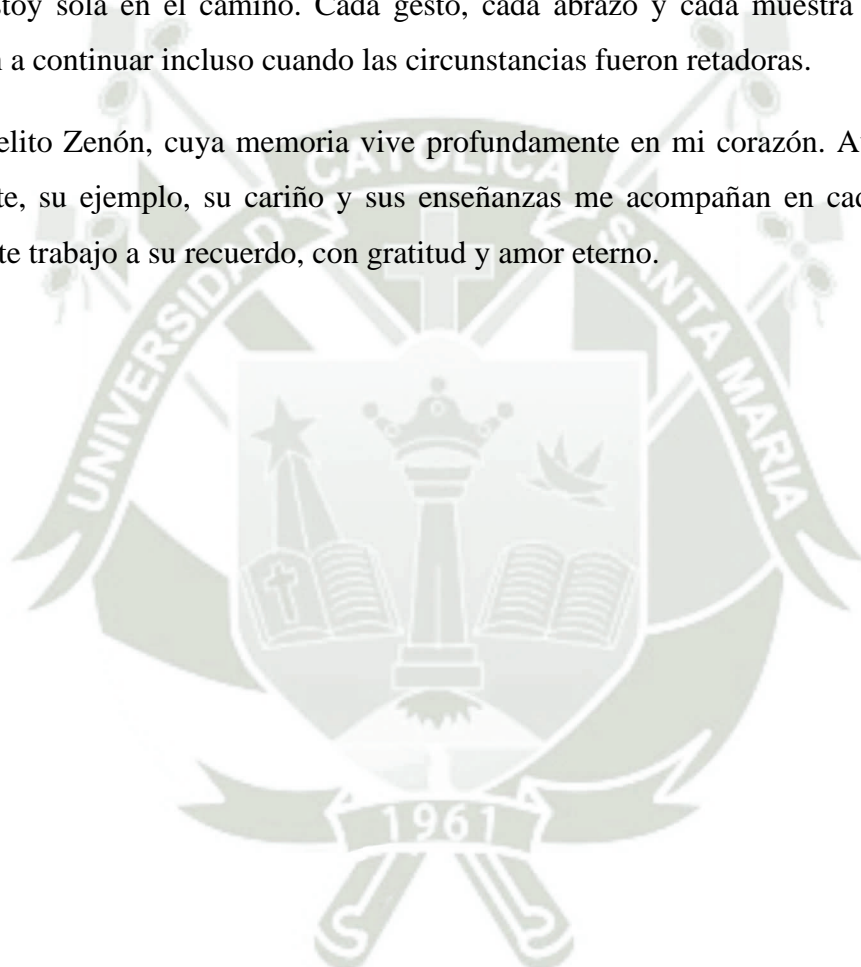 estoy sola en el camino. Cada gesto, cada abrazo y cada muestra
a continuar incluso cuando las circunstancias fueron retadoras.
elito Zenón, cuya memoria vive profundamente en mi corazón.
te, su ejemplo, su cariño y sus enseñanzas me acompañan en
te trabajo a su recuerdo, con gratitud y amor eterno.
UNIVERSIDAD CATOLICA SANTA MARIA
1961